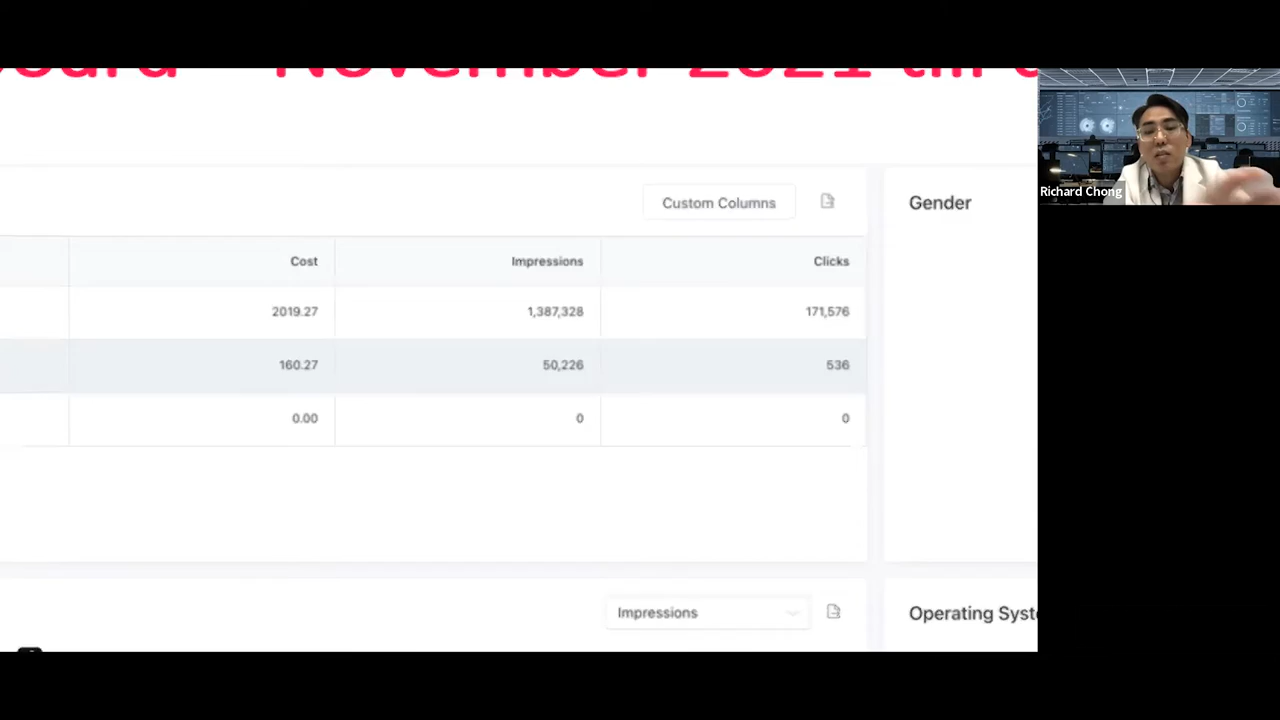 November 2021 till
Custom Columns
Gender
Cost Impressions Clicks
2019.27 1,387,328 171,576
160.27 50,226 536
0.00 0 0
Impressions
Operating Syste
Richard Chong